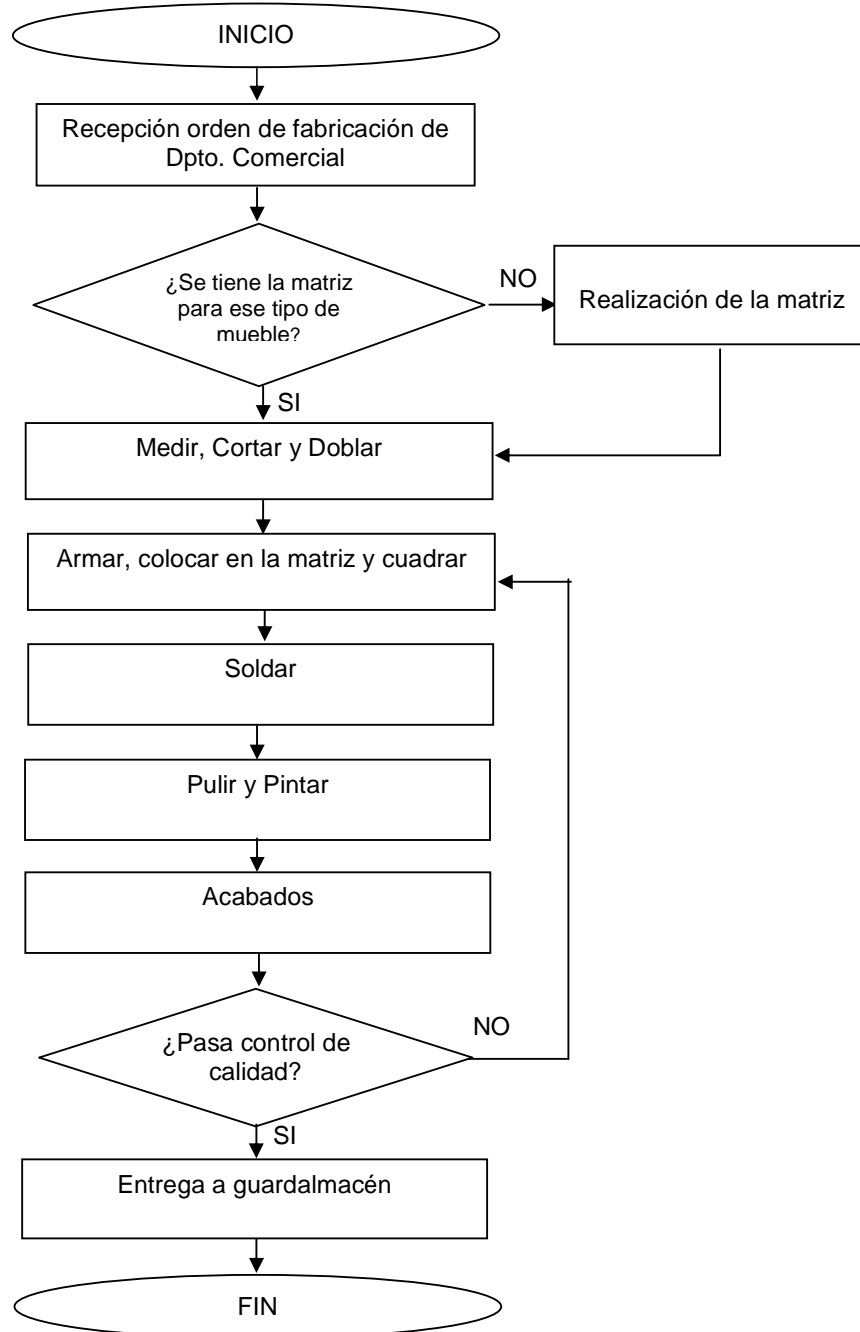 INICIO
Recepción orden de fabricación de
Dpto. Comercial
¿Se tiene la matriz
para ese tipo de
mueble?
NO
Realización de la matriz
SI
Medir, Cortar y Doblar
Armar, colocar en la matriz y cuadrar
Soldar
Pulir y Pintar
Acabados
¿Pasa control de
calidad?
NO
SI
Entrega a guardalmacén
FIN